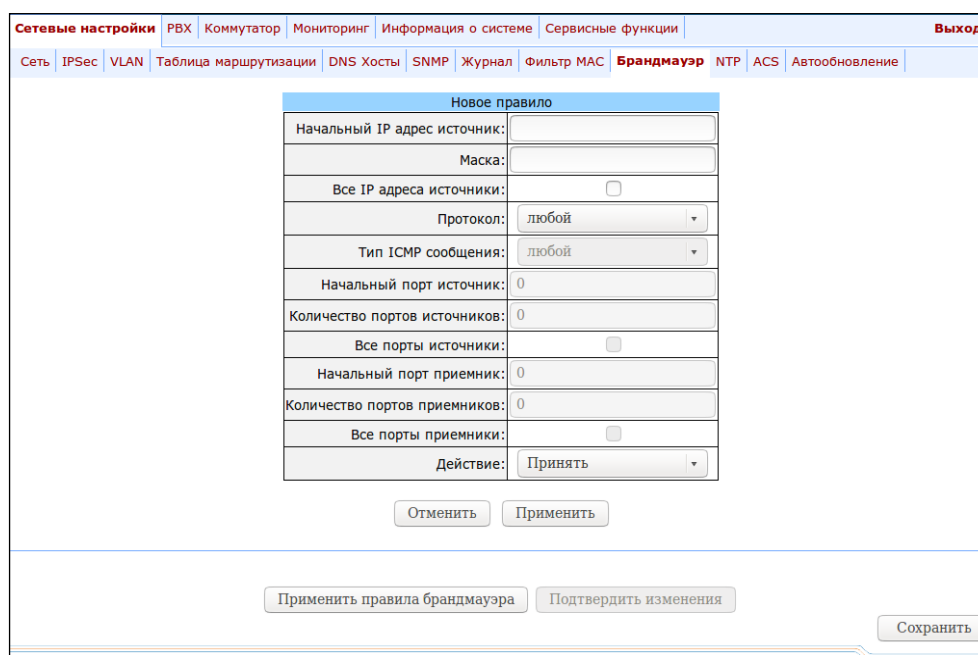 Сетевые настройки PBX Коммутатор Мониторинг Информация о системе Сервисные функции Выход
Сеть IPSec VLAN Таблица маршрутизации DNS Хосты SNMP Журнал Фильтр MAC Брандмауэр NTP ACS Автообновление
Новое правило
Начальный IP адрес источник:
Маска:
Все IP адреса источники:
Протокол: любой
Тип ICMP сообщения: любой
Начальный порт источник: 0
Количество портов источников: 0
Все порты источники:
Начальный порт приемник: 0
Количество портов приемников: 0
Все порты приемники:
Действие: Принять
Отменить Применить
Применить правила брандмауэра Подтвердить изменения
Сохранить